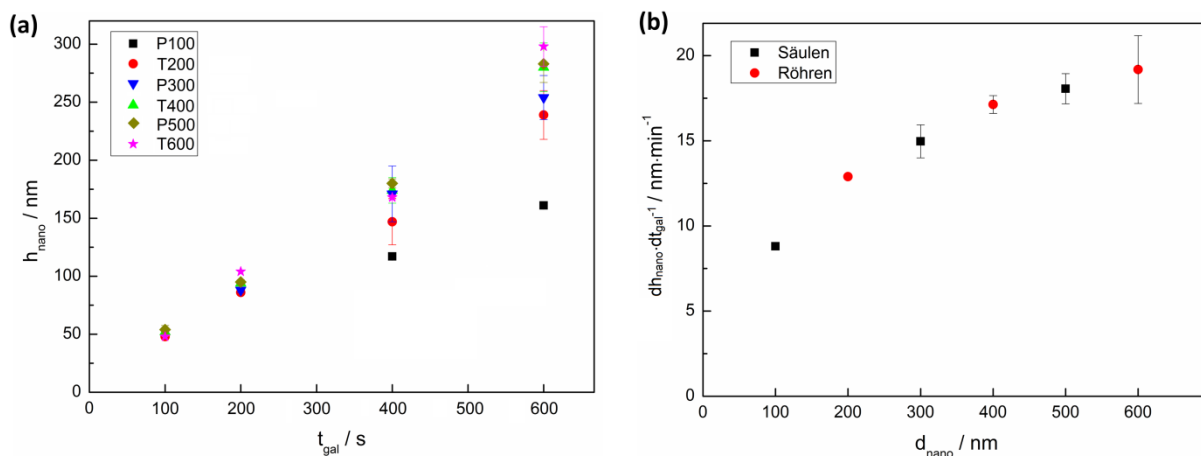 (a)
h_nano / nm
300
250
200
150
100
50
0
P100
T200
P300
T400
P500
T600
0 100 200 300 400 500 600
t_gal / s
(b)
dh_nano·dt_gal^-1 / nm·min^-1
20
15
10
5
0
Säulen
Röhren
0 100 200 300 400 500 600
d_nano / nm